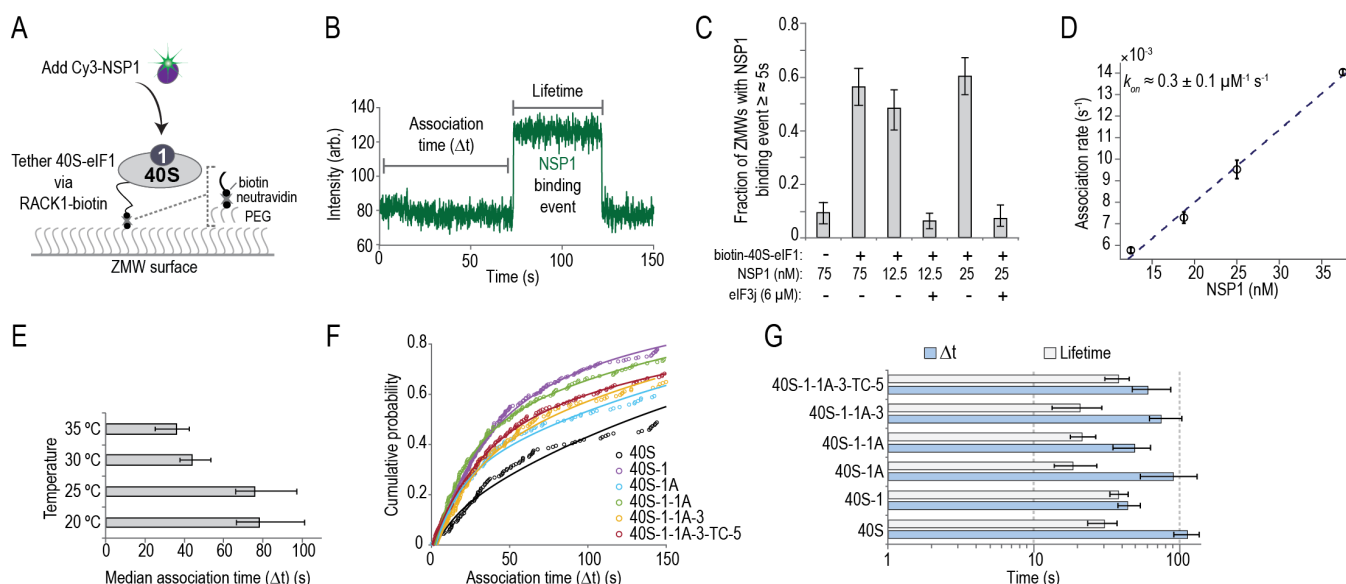 A
Add Cy3-NSP1
1
40S
Tether 40S-eIF1
via
RACK1-biotin
biotin
neutravidin
PEG
ZMW surface
B
Intensity (arb.)
140
120
100
80
60
Lifetime
Association
time (Δt)
NSP1
binding
event
0 50 100 150
Time (s)
C
Fraction of ZMWs with NSP1
binding event ≥ ≈ 5s
0.8
0.6
0.4
0.2
0
biotin-40S-eIF1: - + + + + +
NSP1 (nM): 75 75 12.5 12.5 25 25
eIF3j (6 µM): - - - + - +
D
×10⁻³
kon ≈ 0.3 ± 0.1 µM⁻¹ s⁻¹
Association rate (s⁻¹)
14
13
12
11
10
9
8
7
6
15 20 25 30 35
NSP1 (nM)
E
Temperature
35 ºC
30 ºC
25 ºC
20 ºC
0 20 40 60 80 100
Median association time (Δt) (s)
F
Cumulative probability
0.8
0.6
0.4
0.2
0
40S
40S-1
40S-1A
40S-1-1A
40S-1-1A-3
40S-1-1A-3-TC-5
0 50 100 150
Association time (Δt) (s)
G
Δt Lifetime
40S-1-1A-3-TC-5
40S-1-1A-3
40S-1-1A
40S-1A
40S-1
40S
1 10 100
Time (s)